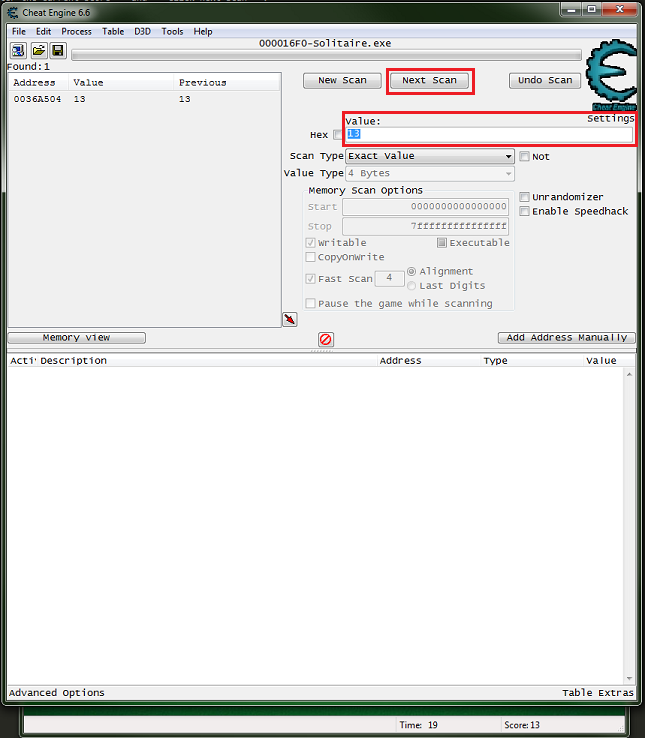 Cheat Engine 6.6
File Edit Process Table D3D Tools Help
000016F0-Solitaire.exe
Found:1
Address Value Previous
0036A504 13 13
New Scan Next Scan Undo Scan
Cheat Engine
Settings
Value:
Hex 13
Scan Type Exact Value Not
Value Type 4 Bytes
Memory Scan Options
Start 0000000000000000
Stop 7fffffffffffffff
Unrandomizer
Enable Speedhack
Writable Executable
CopyOnWrite
Fast Scan 4 Alignment
Last Digits
Pause the game while scanning
Memory view Add Address Manually
Description Address Type Value
Advanced Options Table Extras
Time: 19 Score:13